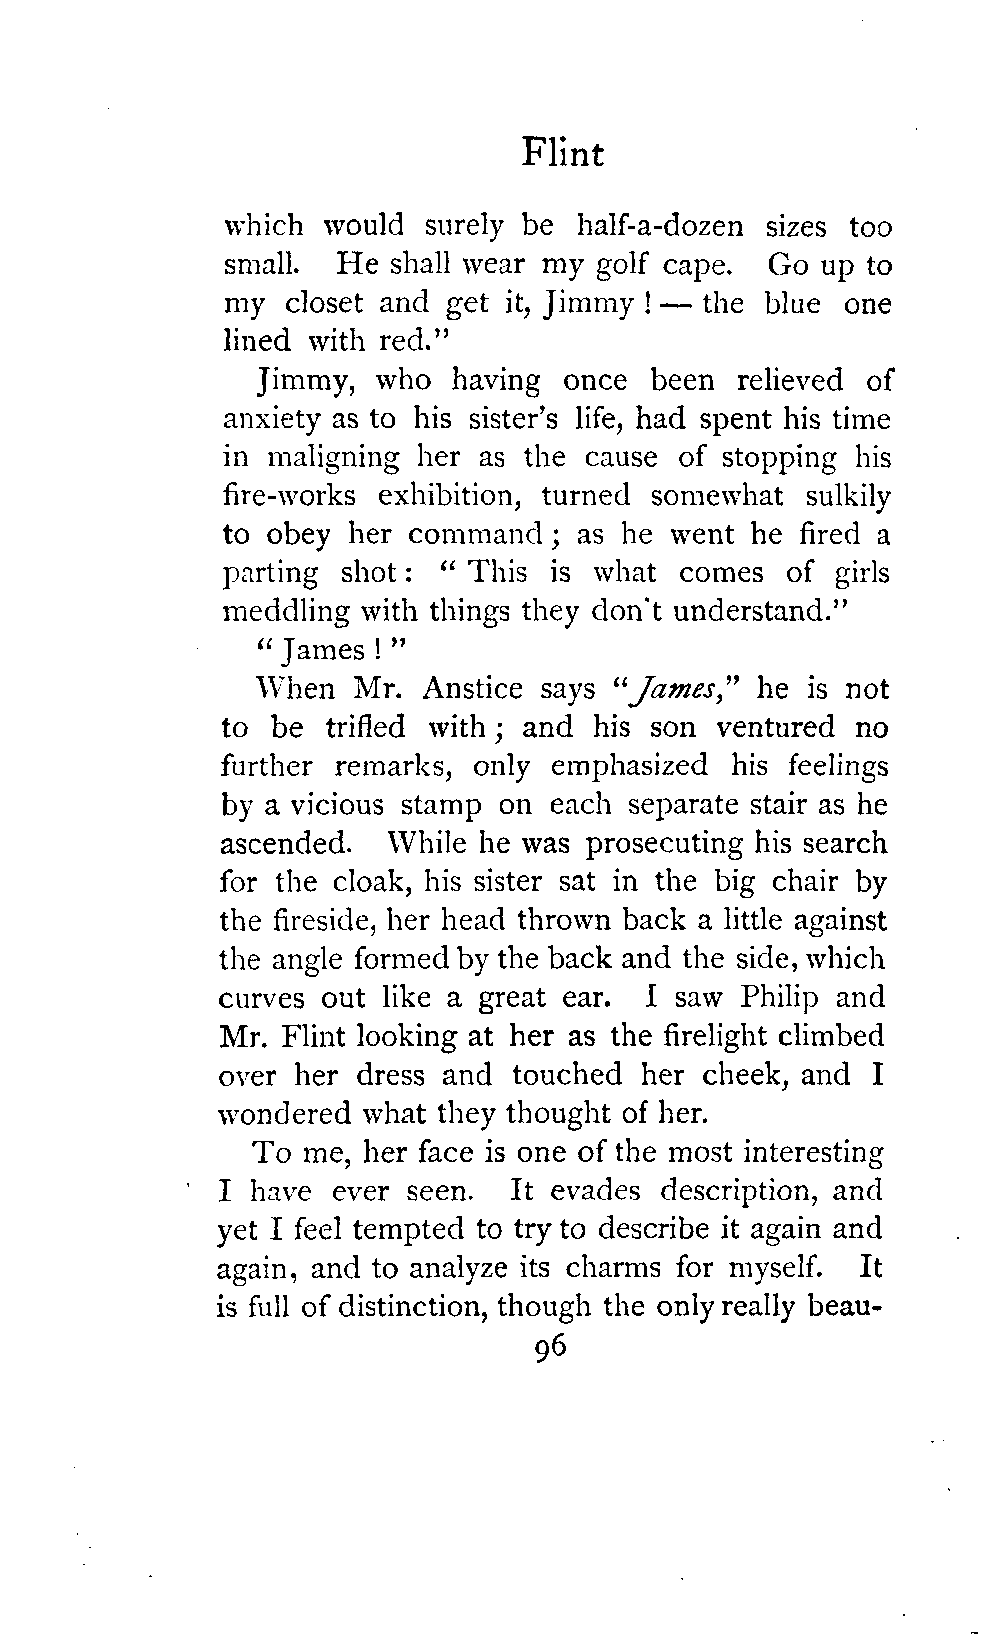 Flint
which would surely be half-a-dozen sizes too
small. He shall wear my golf cape. Go up to
my closet and get it, Jimmy ! — the blue one
lined with red."
Jimmy, who having once been relieved of
anxiety as to his sister's life, had spent his time
in maligning her as the cause of stopping his
fire-works exhibition, turned somewhat sulkily
to obey her command ; as he went he fired a
parting shot : " This is what comes of girls
meddling with things they don't understand."
" James ! "
When Mr. Anstice says "James," he is not
to be trifled with ; and his son ventured no
further remarks, only emphasized his feelings
by a vicious stamp on each separate stair as he
ascended. While he was prosecuting his search
for the cloak, his sister sat in the big chair by
the fireside, her head thrown back a little against
the angle formed by the back and the side, which
curves out like a great ear. I saw Philip and
Mr. Flint looking at her as the firelight climbed
over her dress and touched her cheek, and I
wondered what they thought of her.
To me, her face is one of the most interesting
I have ever seen. It evades description, and
yet I feel tempted to try to describe it again and
again, and to analyze its charms for myself. It
is full of distinction, though the only really beau-
96